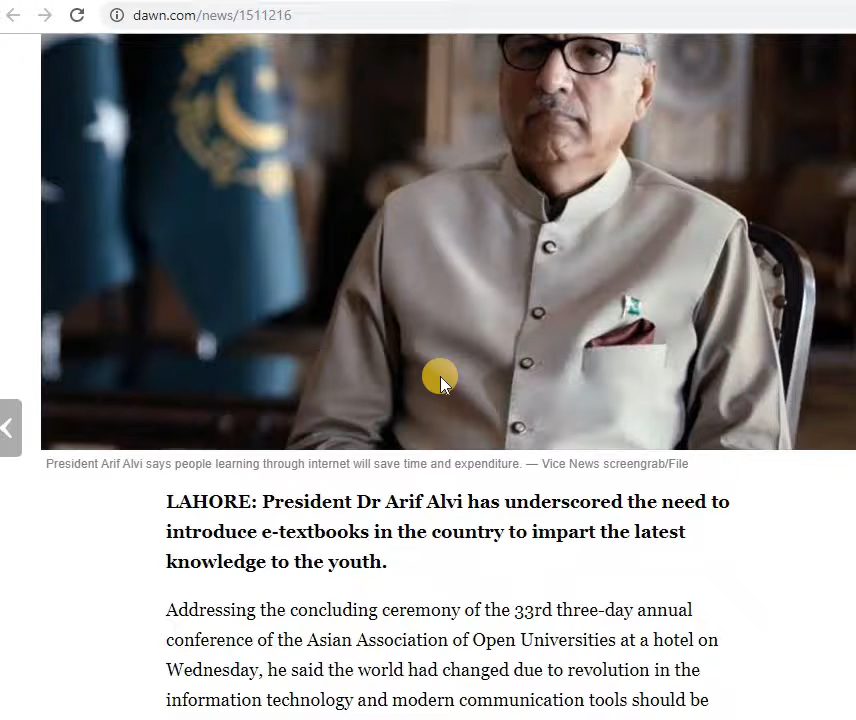 dawn.com/news/1511216
President Arif Alvi says people learning through internet will save time and expenditure. — Vice News screengrab/File
LAHORE: President Dr Arif Alvi has underscored the need to
introduce e-textbooks in the country to impart the latest
knowledge to the youth.
Addressing the concluding ceremony of the 33rd three-day annual
conference of the Asian Association of Open Universities at a hotel on
Wednesday, he said the world had changed due to revolution in the
information technology and modern communication tools should be